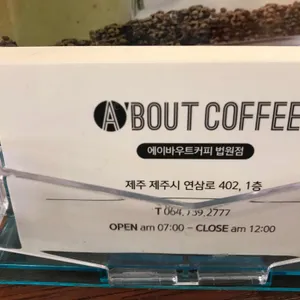 A'BOUT COFFEE
에이바우트커피 법원점
제주 제주시 연삼로 402, 1층
T 064.739.2777
OPEN am 07:00 – CLOSE am 12:00